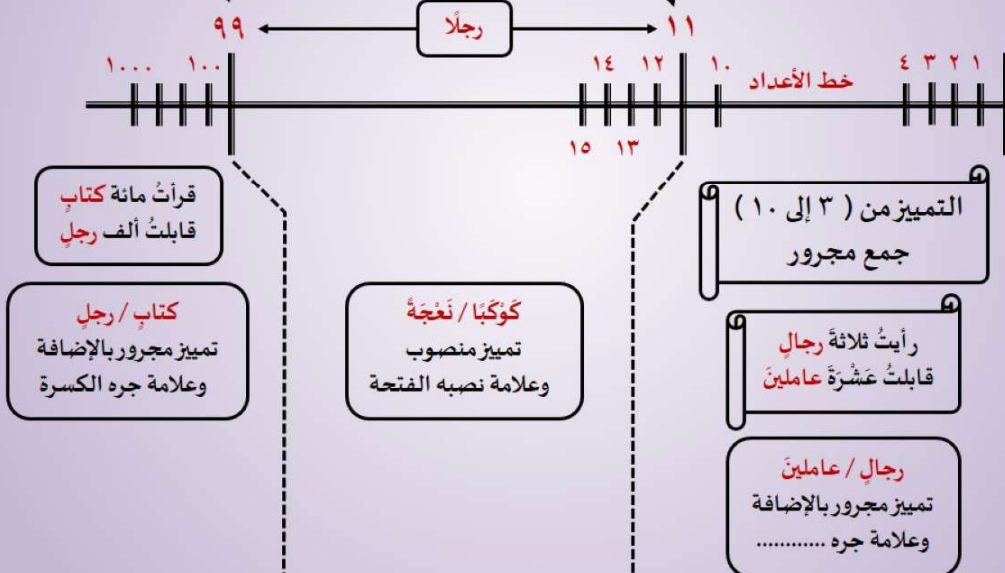 ٩٩ رجلًا ١١
١٠٠٠ ١٠٠ ١٤ ١٢ ١٠ ٤ ٣ ٢ ١
خط الأعداد
١٥ ١٣
التمييز من ( ٣ إلى ١٠ )
جمع مجرور
رأيتُ ثلاثةَ رجالٍ
قابلتُ عَشْرَةَ عاملينَ
رجالٍ / عاملينَ
تمييز مجرور بالإضافة
وعلامة جره ............
كَوْكَبًا / نَعْجَةً
تمييز منصوب
وعلامة نصبه الفتحة
قرأتُ مائة كتابٍ
قابلتُ ألف رجلٍ
كتابٍ / رجلٍ
تمييز مجرور بالإضافة
وعلامة جره الكسرة